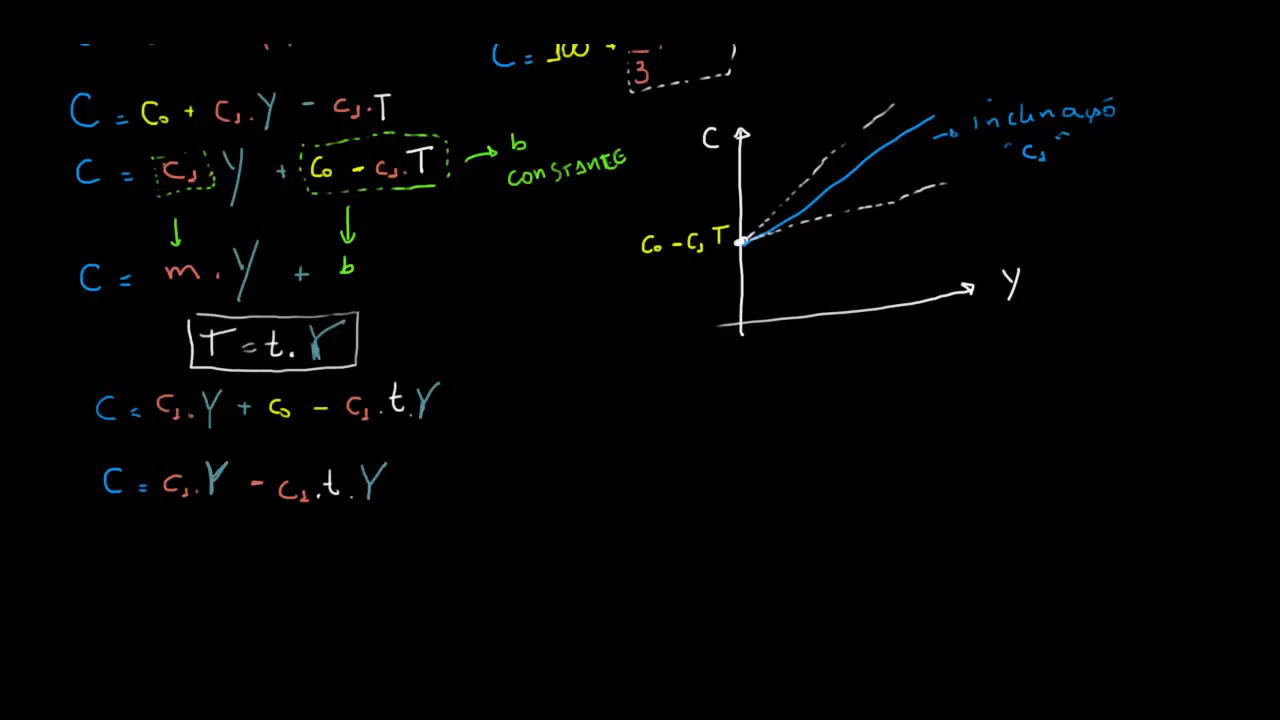 C = 100 +
3
C = C₀ + C₁.Y - C₁.T
C = C₁ Y + C₀ - C₁.T → b
CONSTANTE
C = m . Y + b
T = t . Y
C = C₁.Y + C₀ - C₁.t.Y
C = C₁.Y - C₁.t.Y
C
→ inclinação
"C₁"
C₀ - C₁ T
Y